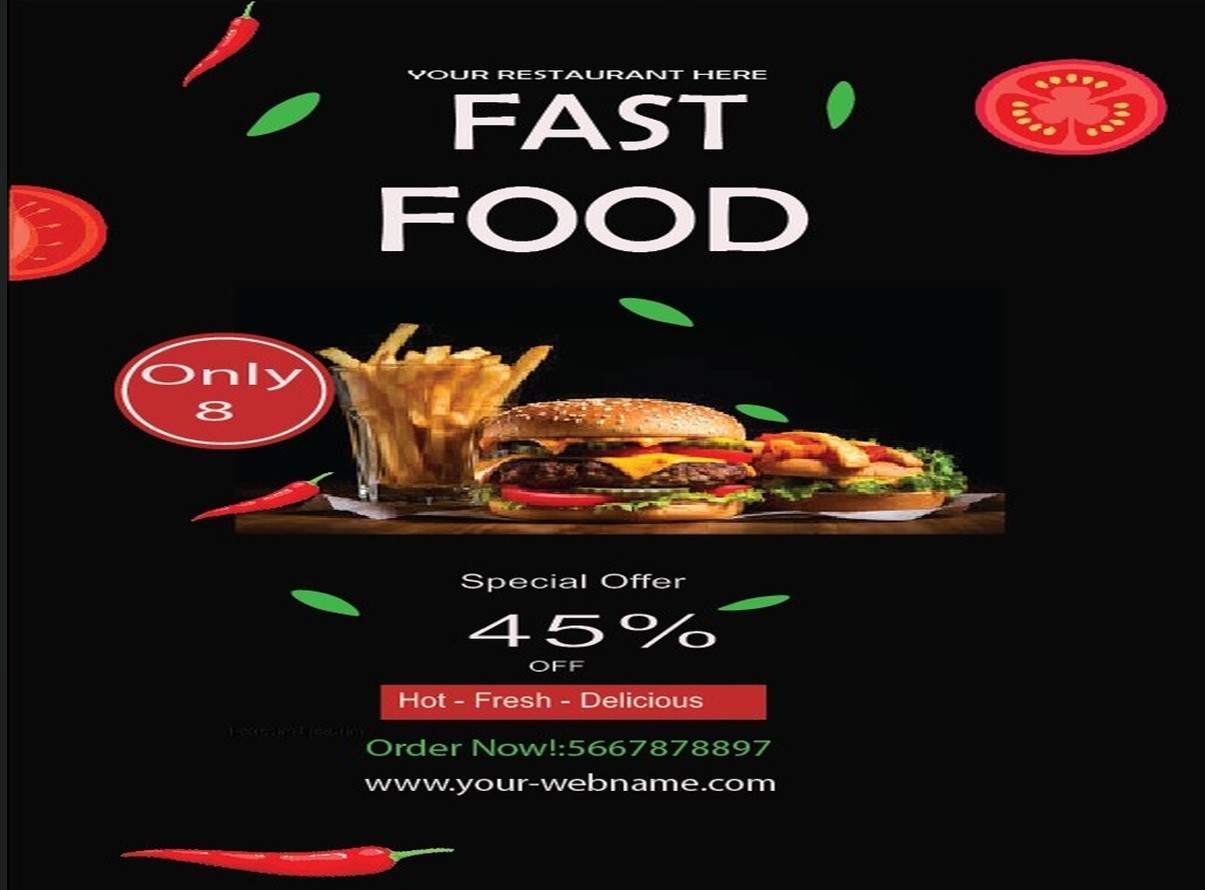 YOUR RESTAURANT HERE
FAST
FOOD
Only
8
Special Offer
45%
OFF
Hot - Fresh - Delicious
Order Now!:5667878897
www.your-webname.com